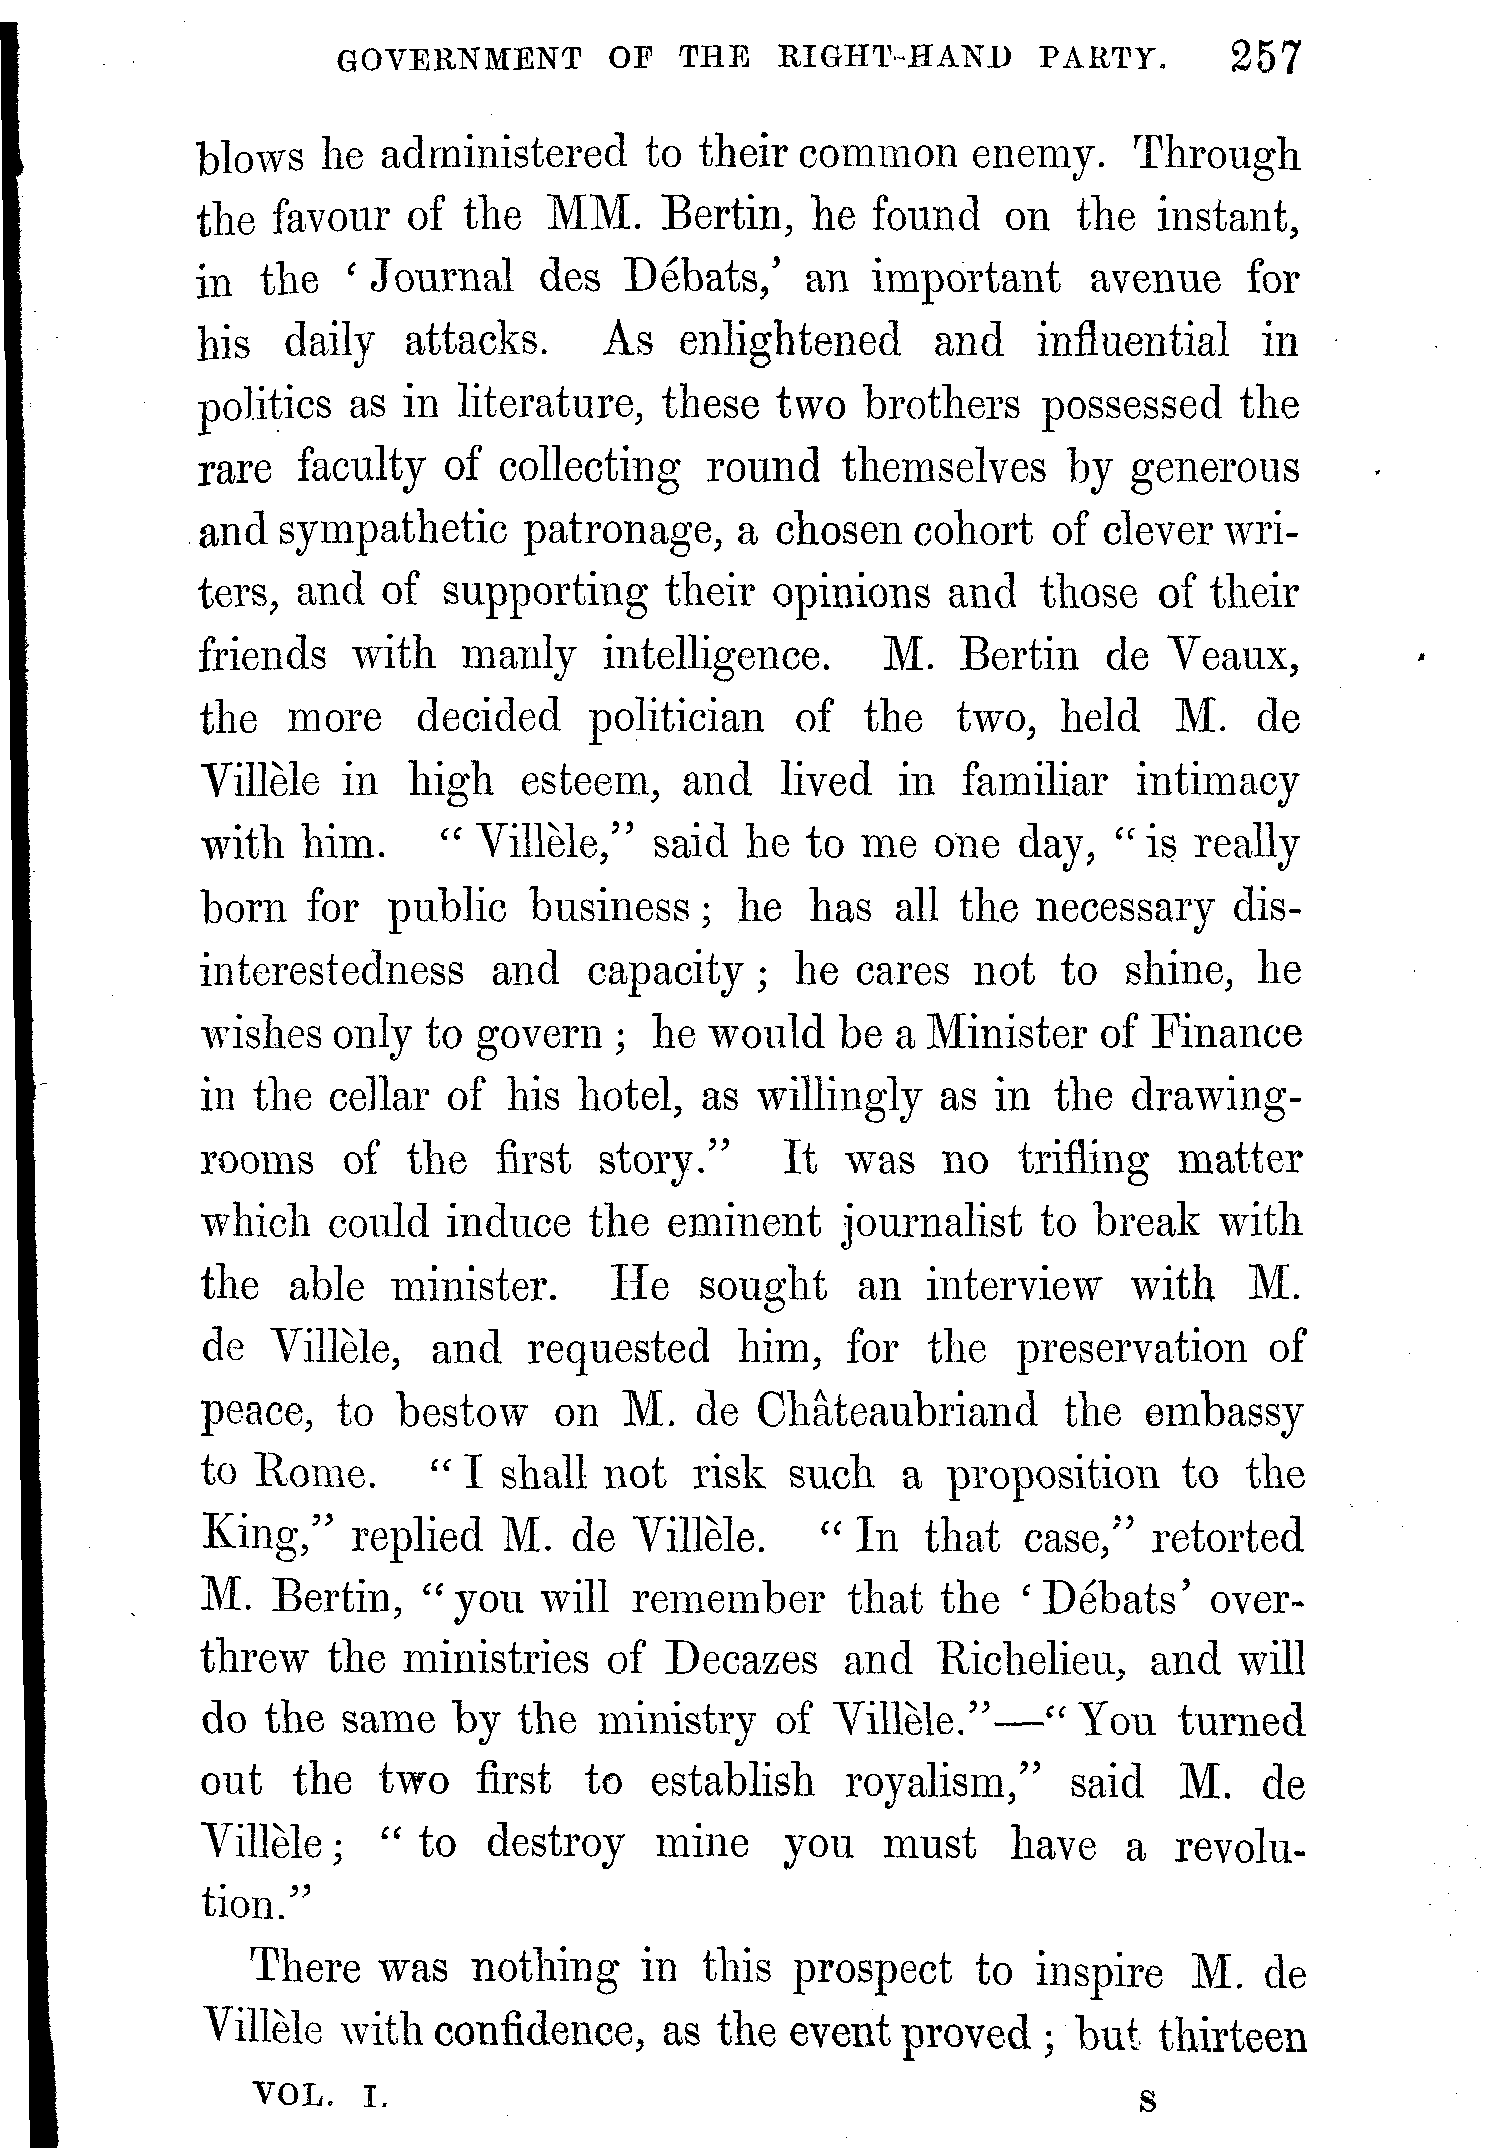 GOVERNMENT OF THE RIGHT-HAND PARTY. 257
blows he administered to their common enemy. Through
the favour of the MM. Bertin, he found on the instant,
in the ‘ Journal des Débats,’ an important avenue for
his daily attacks. As enlightened and influential in
politics as in literature, these two brothers possessed the
rare faculty of collecting round themselves by generous
and sympathetic patronage, a chosen cohort of clever wri-
ters, and of supporting their opinions and those of their
friends with manly intelligence. M. Bertin de Veaux,
the more decided politician of the two, held M. de
Villèle in high esteem, and lived in familiar intimacy
with him. “ Villèle,” said he to me one day, “ is really
born for public business ; he has all the necessary dis-
interestedness and capacity ; he cares not to shine, he
wishes only to govern ; he would be a Minister of Finance
in the cellar of his hotel, as willingly as in the drawing-
rooms of the first story.” It was no trifling matter
which could induce the eminent journalist to break with
the able minister. He sought an interview with M.
de Villèle, and requested him, for the preservation of
peace, to bestow on M. de Châteaubriand the embassy
to Rome. “ I shall not risk such a proposition to the
King,” replied M. de Villèle. “ In that case,” retorted
M. Bertin, “ you will remember that the ‘ Débats’ over-
threw the ministries of Decazes and Richelieu, and will
do the same by the ministry of Villèle.”—“ You turned
out the two first to establish royalism,” said M. de
Villèle ; “ to destroy mine you must have a revolu-
tion.”
There was nothing in this prospect to inspire M. de
Villèle with confidence, as the event proved ; but thirteen
VOL. I. S